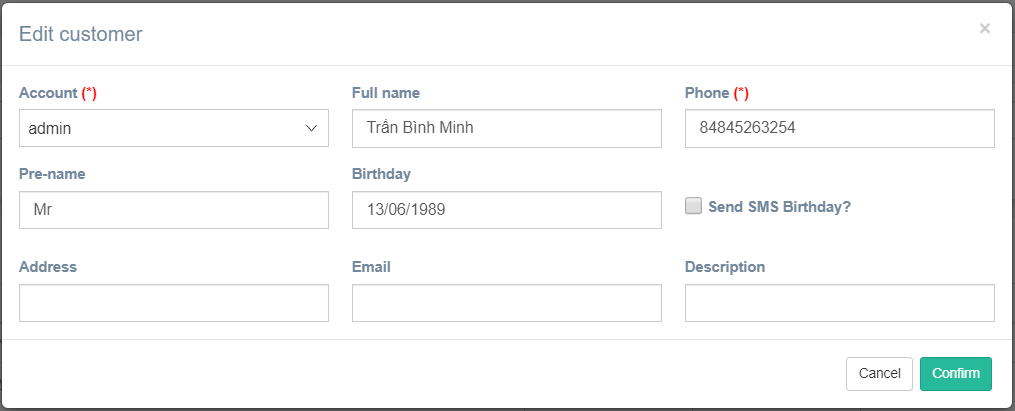 Edit customer ×
Account (*) Full name Phone (*)
admin Trần Bình Minh 84845263254
Pre-name Birthday
Mr 13/06/1989 Send SMS Birthday?
Address Email Description
Cancel Confirm